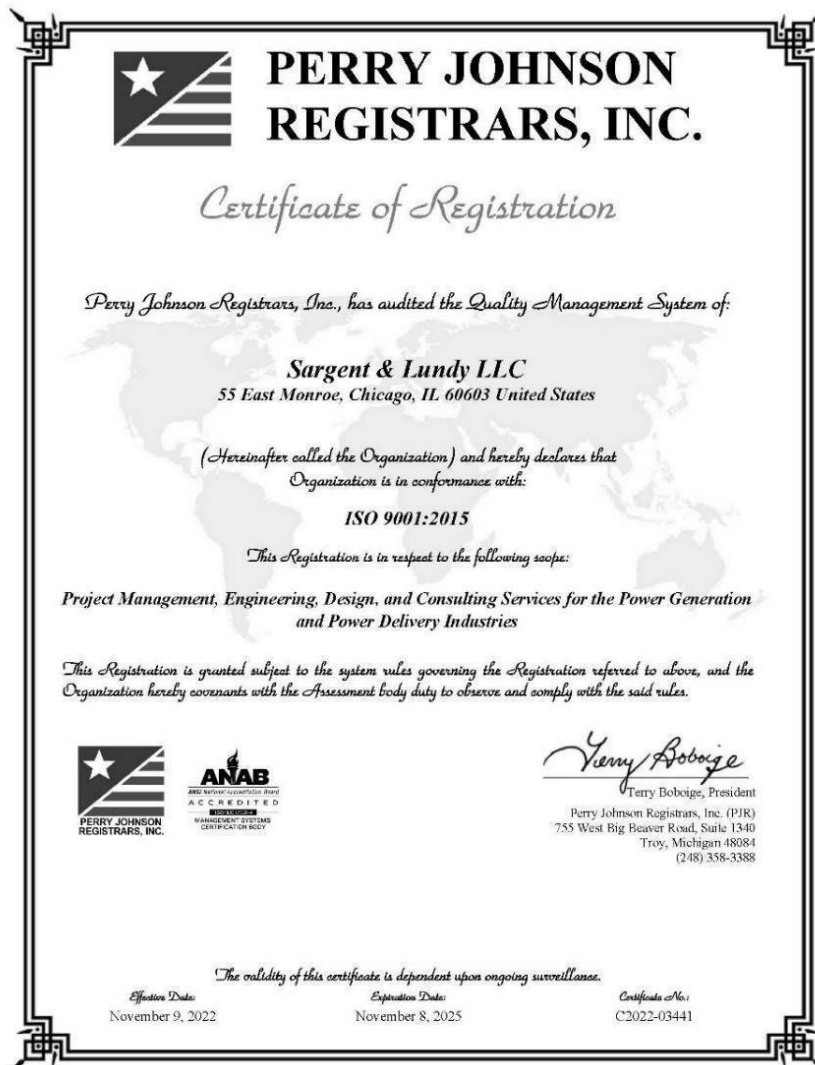 PERRY JOHNSON
REGISTRARS, INC.
Certificate of Registration
Perry Johnson Registrars, Inc., has audited the Quality Management System of:
Sargent & Lundy LLC
55 East Monroe, Chicago, IL 60603 United States
(Hereinafter called the Organization) and hereby declares that
Organization is in conformance with:
ISO 9001:2015
This Registration is in respect to the following scope:
Project Management, Engineering, Design, and Consulting Services for the Power Generation
and Power Delivery Industries
This Registration is granted subject to the system rules governing the Registration referred to above, and the
Organization hereby covenants with the Assessment body duty to observe and comply with the said rules.
PERRY JOHNSON
REGISTRARS, INC.
ANAB
ANSI National Accreditation Board
ACCREDITED
MANAGEMENT SYSTEMS
CERTIFICATION BODY
Terry Boboige
Terry Boboige, President
Perry Johnson Registrars, Inc. (PJR)
755 West Big Beaver Road, Suite 1340
Troy, Michigan 48084
(248) 358-3388
The validity of this certificate is dependent upon ongoing surveillance.
Effective Date:
November 9, 2022
Expiration Date:
November 8, 2025
Certificate No.:
C2022-03441